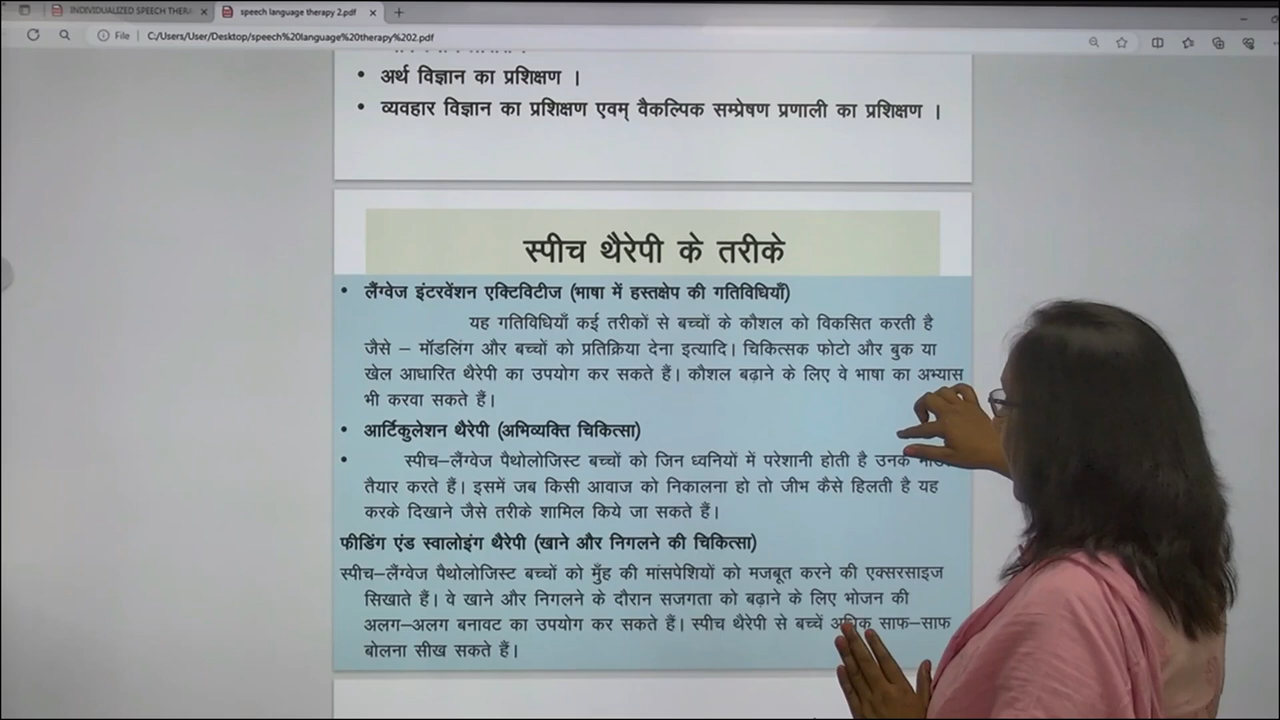 INDIVIDUALIZED SPEECH THERA
speech language therapy 2.pdf
File
C:/Users/User/Desktop/speech%20language%20therapy%202.pdf
• अर्थ विज्ञान का प्रशिक्षण ।
• व्यवहार विज्ञान का प्रशिक्षण एवम् वैकल्पिक सम्प्रेषण प्रणाली का प्रशिक्षण ।
स्पीच थैरेपी के तरीके
• लैंग्वेज इंटरवेंशन एक्टिविटीज (भाषा में हस्तक्षेप की गतिविधियाँ)
यह गतिविधियाँ कई तरीकों से बच्चों के कौशल को विकसित करती है
जैसे – मॉडलिंग और बच्चों को प्रतिक्रिया देना इत्यादि। चिकित्सक फोटो और बुक या
खेल आधारित थैरेपी का उपयोग कर सकते हैं। कौशल बढ़ाने के लिए वे भाषा का अभ्यास
भी करवा सकते हैं।
• आर्टिकुलेशन थैरेपी (अभिव्यक्ति चिकित्सा)
• स्पीच–लैंग्वेज पैथोलोजिस्ट बच्चों को जिन ध्वनियों में परेशानी होती है
तैयार करते हैं। इसमें जब किसी आवाज को निकालना हो तो जीभ कैसे हिलती है यह
करके दिखाने जैसे तरीके शामिल किये जा सकते हैं।
फीडिंग एंड स्वालोइंग थैरेपी (खाने और निगलने की चिकित्सा)
स्पीच–लैंग्वेज पैथोलोजिस्ट बच्चों को मुँह की मांसपेशियों को मजबूत करने की एक्सरसाइज
सिखाते हैं। वे खाने और निगलने के दौरान सजगता को बढ़ाने के लिए भोजन की
अलग–अलग बनावट का उपयोग कर सकते हैं। स्पीच थैरेपी से बच्चें अधिक साफ–साफ
बोलना सीख सकते हैं।